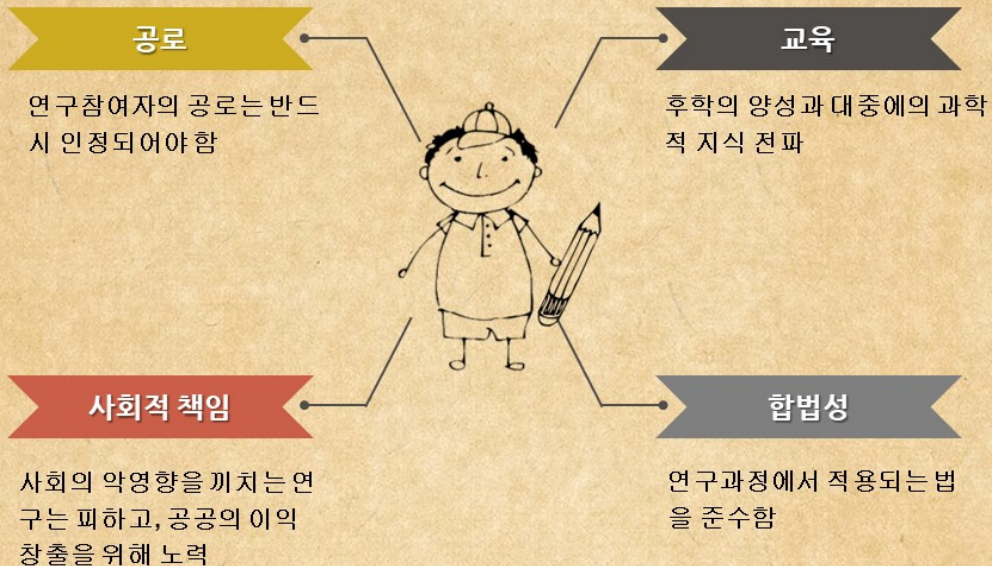 공로
연구참여자의 공로는 반드
시 인정되어야 함
교육
후학의 양성과 대중에의 과학
적 지식 전파
사회적 책임
사회의 악영향을 끼치는 연
구는 피하고, 공공의 이익
창출을 위해 노력
합법성
연구과정에서 적용되는 법
을 준수함